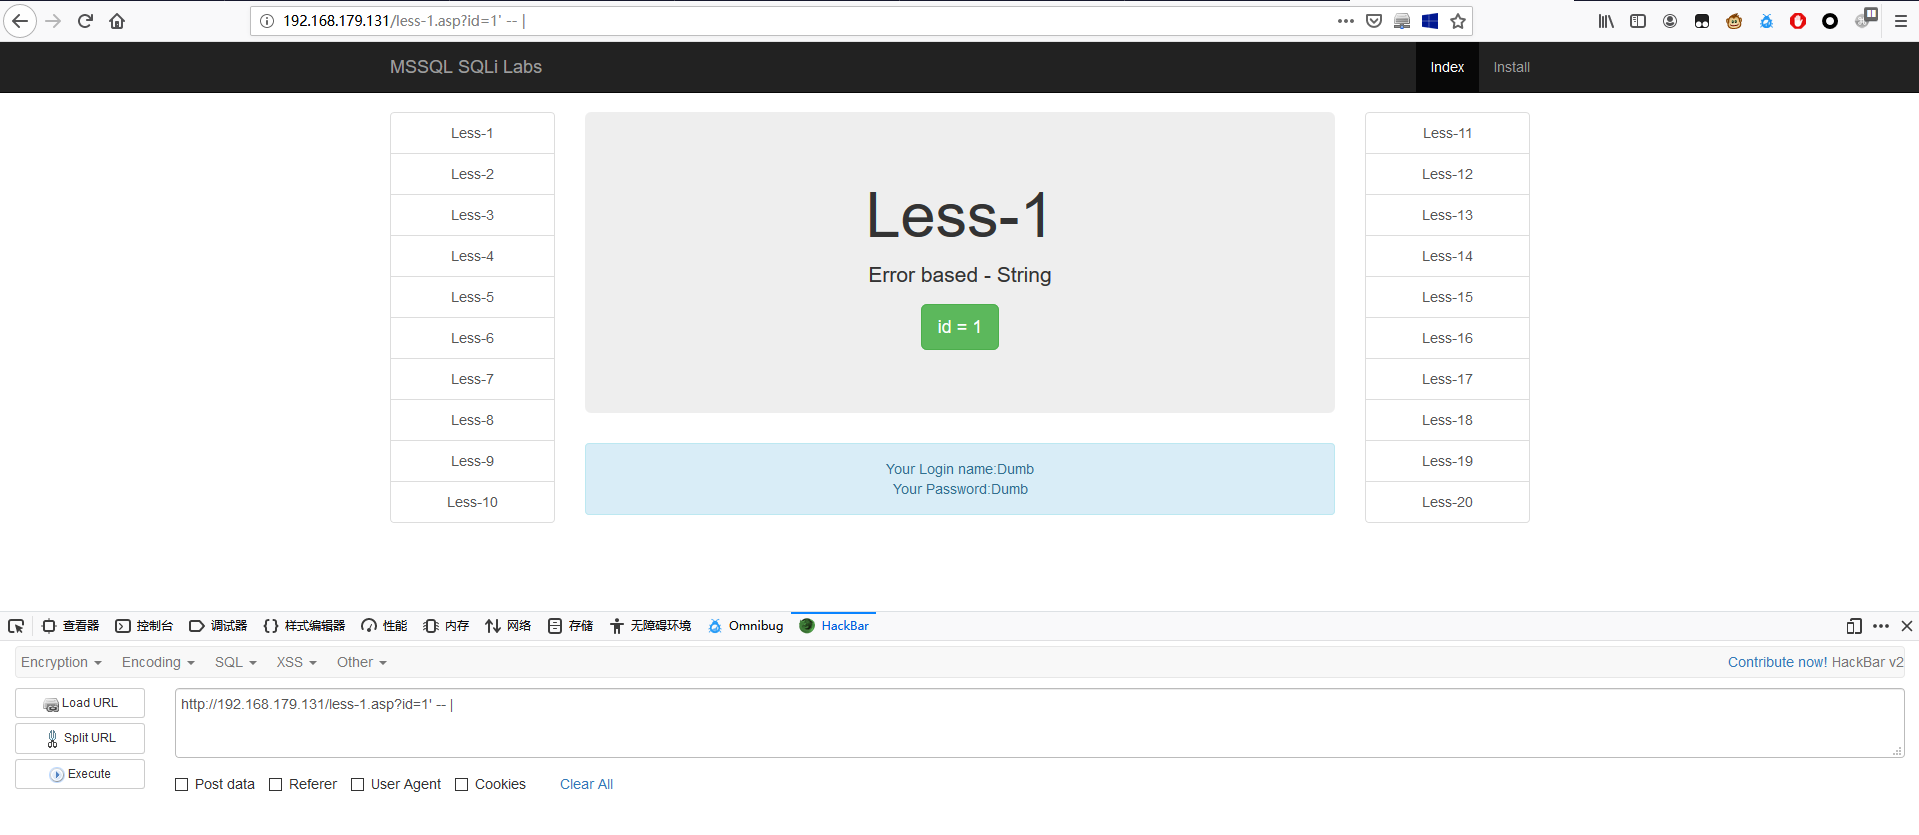 192.168.179.131/less-1.asp?id=1' -- |
MSSQL SQLi Labs
Index
Install
Less-1
Less-2
Less-3
Less-4
Less-5
Less-6
Less-7
Less-8
Less-9
Less-10
Less-1
Error based - String
id = 1
Your Login name:Dumb
Your Password:Dumb
Less-11
Less-12
Less-13
Less-14
Less-15
Less-16
Less-17
Less-18
Less-19
Less-20
查看器
控制台
调试器
样式编辑器
性能
内存
网络
存储
无障碍环境
Omnibug
HackBar
Encryption
Encoding
SQL
XSS
Other
Contribute now! HackBar v2
Load URL
Split URL
Execute
http://192.168.179.131/less-1.asp?id=1' -- |
Post data
Referer
User Agent
Cookies
Clear All